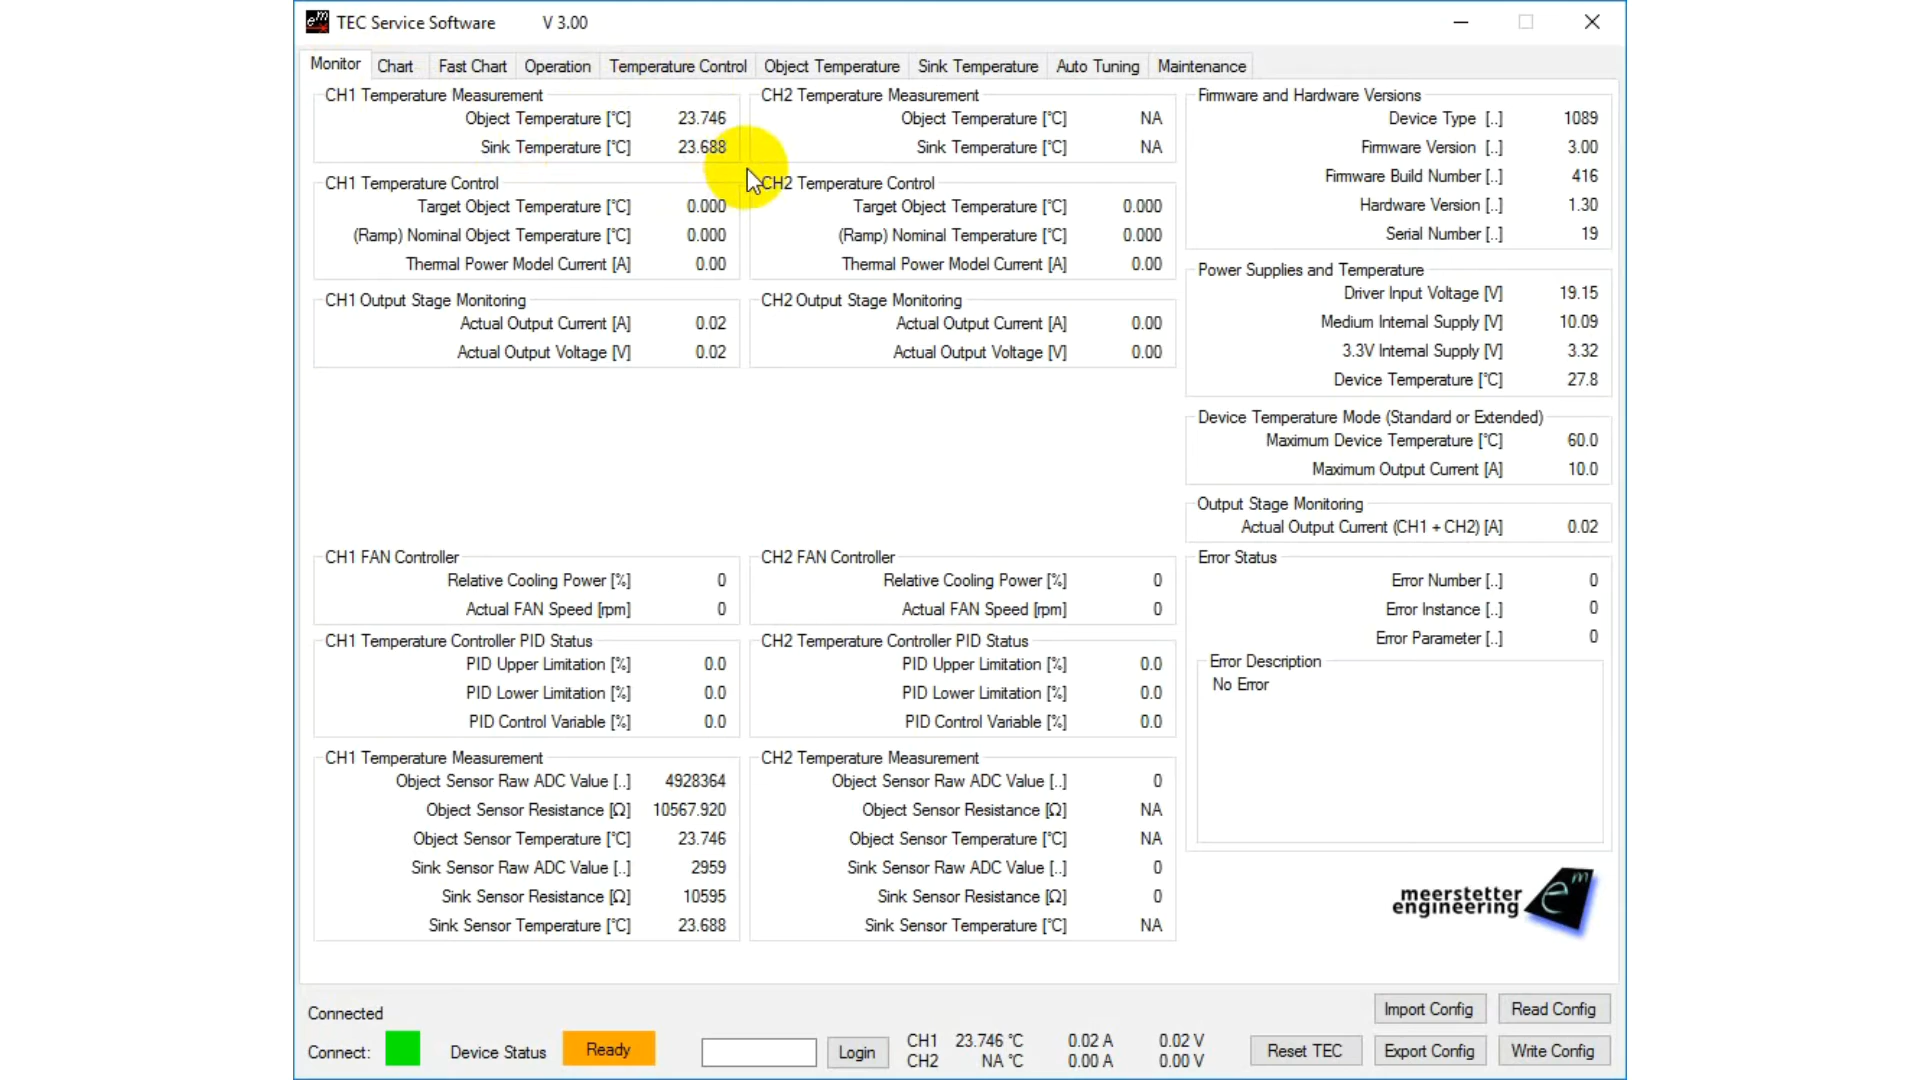 TEC Service Software V 3.00
Monitor Chart Fast Chart Operation Temperature Control Object Temperature Sink Temperature Auto Tuning Maintenance
CH1 Temperature Measurement
Object Temperature [°C] 23.746
Sink Temperature [°C] 23.688
CH1 Temperature Control
Target Object Temperature [°C] 0.000
(Ramp) Nominal Object Temperature [°C] 0.000
Thermal Power Model Current [A] 0.00
CH1 Output Stage Monitoring
Actual Output Current [A] 0.02
Actual Output Voltage [V] 0.02
CH1 FAN Controller
Relative Cooling Power [%] 0
Actual FAN Speed [rpm] 0
CH1 Temperature Controller PID Status
PID Upper Limitation [%] 0.0
PID Lower Limitation [%] 0.0
PID Control Variable [%] 0.0
CH1 Temperature Measurement
Object Sensor Raw ADC Value [..] 4928364
Object Sensor Resistance [Ω] 10567.920
Object Sensor Temperature [°C] 23.746
Sink Sensor Raw ADC Value [..] 2959
Sink Sensor Resistance [Ω] 10595
Sink Sensor Temperature [°C] 23.688
CH2 Temperature Measurement
Object Temperature [°C] NA
Sink Temperature [°C] NA
CH2 Temperature Control
Target Object Temperature [°C] 0.000
(Ramp) Nominal Temperature [°C] 0.000
Thermal Power Model Current [A] 0.00
CH2 Output Stage Monitoring
Actual Output Current [A] 0.00
Actual Output Voltage [V] 0.00
CH2 FAN Controller
Relative Cooling Power [%] 0
Actual FAN Speed [rpm] 0
CH2 Temperature Controller PID Status
PID Upper Limitation [%] 0.0
PID Lower Limitation [%] 0.0
PID Control Variable [%] 0.0
CH2 Temperature Measurement
Object Sensor Raw ADC Value [..] 0
Object Sensor Resistance [Ω] NA
Object Sensor Temperature [°C] NA
Sink Sensor Raw ADC Value [..] 0
Sink Sensor Resistance [Ω] 0
Sink Sensor Temperature [°C] NA
Firmware and Hardware Versions
Device Type [..] 1089
Firmware Version [..] 3.00
Firmware Build Number [..] 416
Hardware Version [..] 1.30
Serial Number [..] 19
Power Supplies and Temperature
Driver Input Voltage [V] 19.15
Medium Internal Supply [V] 10.09
3.3V Internal Supply [V] 3.32
Device Temperature [°C] 27.8
Device Temperature Mode (Standard or Extended)
Maximum Device Temperature [°C] 60.0
Maximum Output Current [A] 10.0
Output Stage Monitoring
Actual Output Current (CH1 + CH2) [A] 0.02
Error Status
Error Number [..] 0
Error Instance [..] 0
Error Parameter [..] 0
Error Description
No Error
meerstetter
engineering
em
Connected
Connect: Device Status Ready Login
CH1 23.746 °C 0.02 A 0.02 V
CH2 NA °C 0.00 A 0.00 V
Import Config Read Config
Reset TEC Export Config Write Config